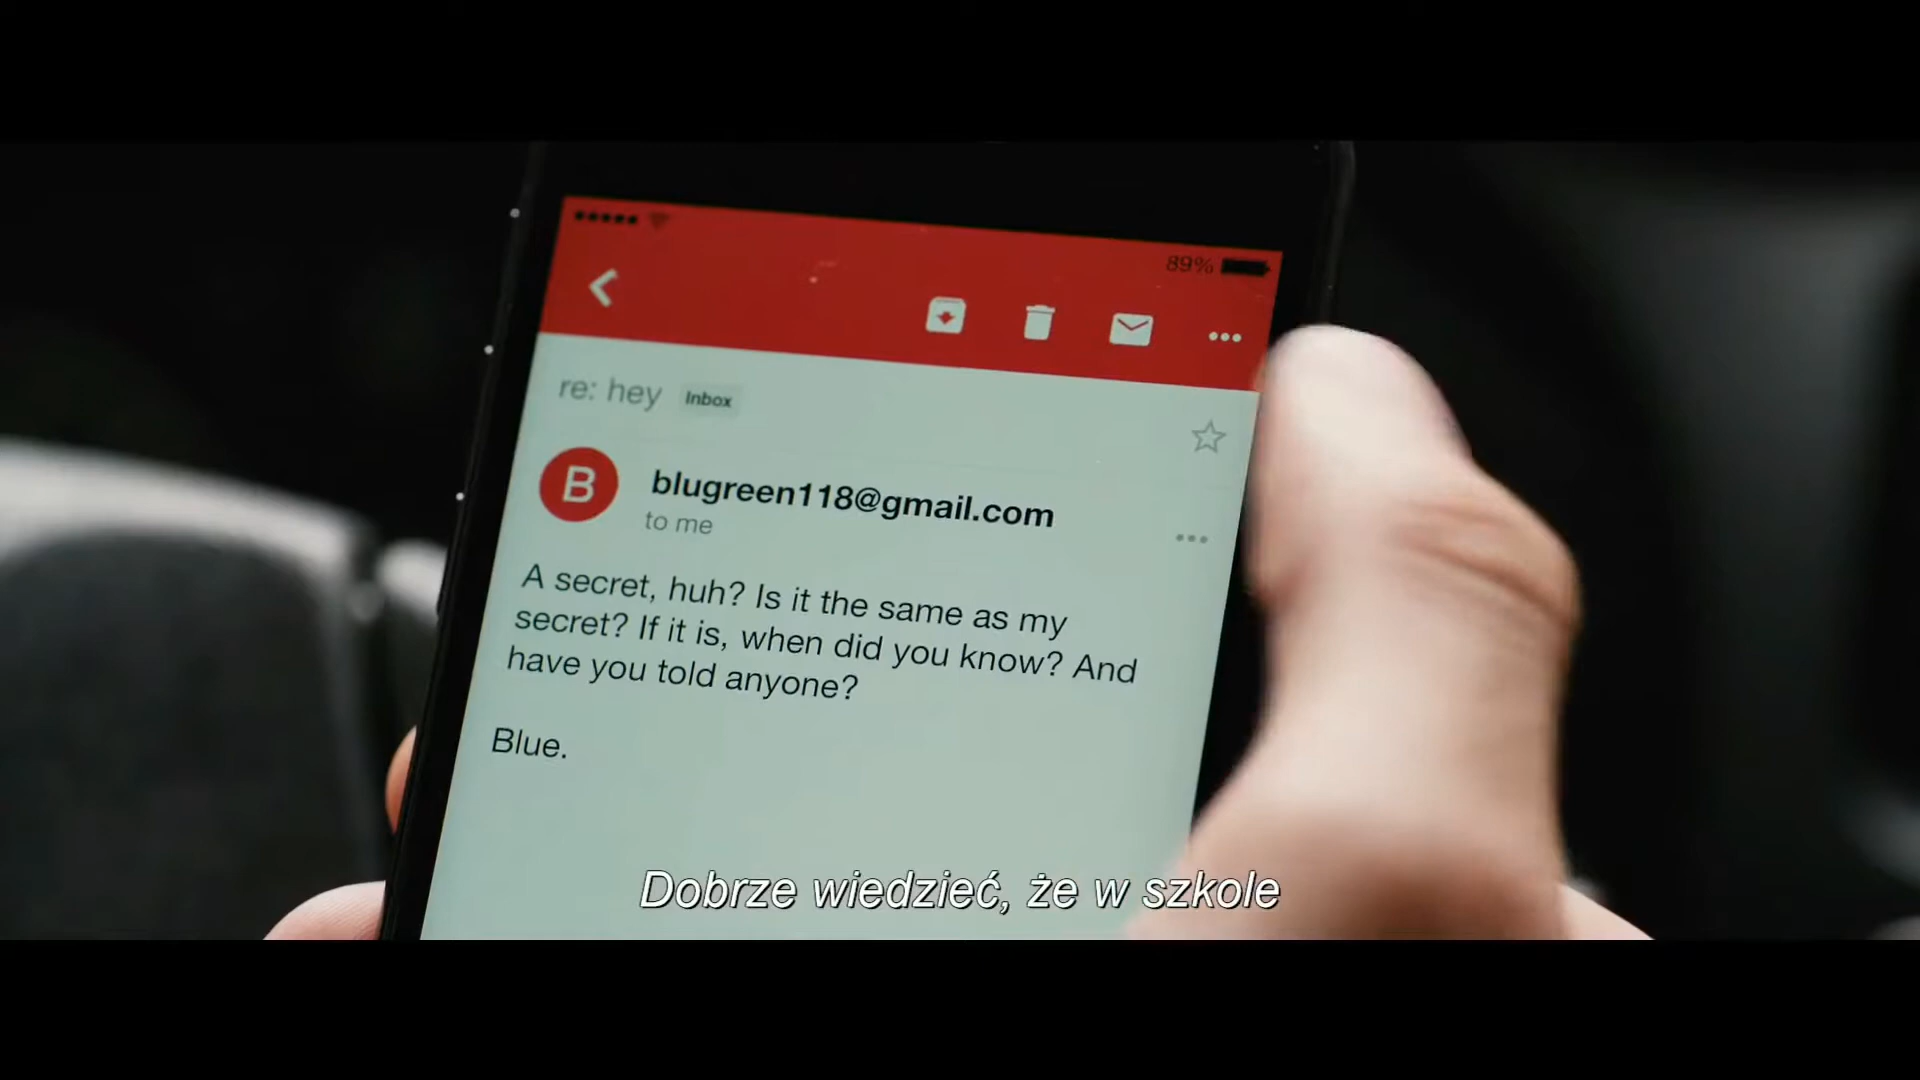 89%
re: hey Inbox
B
blugreen118@gmail.com
to me
A secret, huh? Is it the same as my
secret? If it is, when did you know? And
have you told anyone?
Blue.
Dobrze wiedzieć, że w szkole